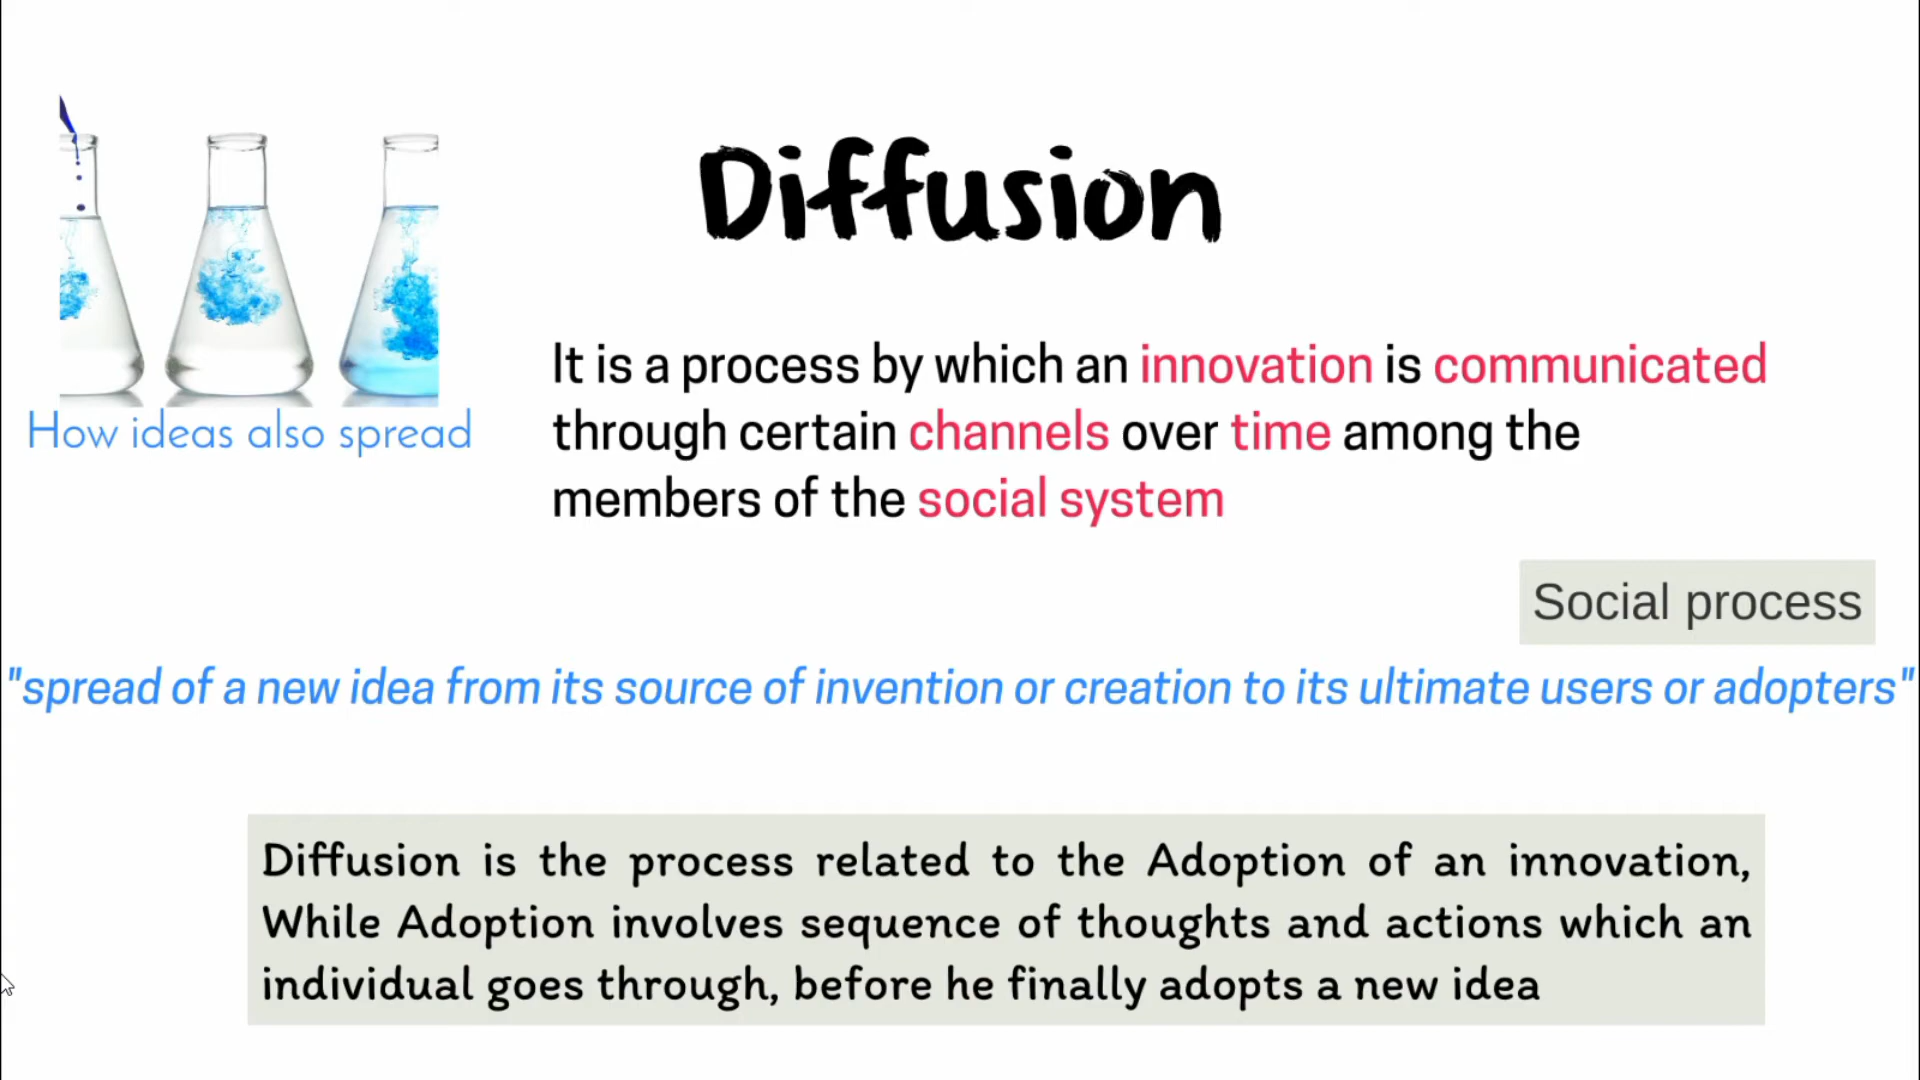 Diffusion
How ideas also spread
It is a process by which an innovation is communicated
through certain channels over time among the
members of the social system
Social process
"spread of a new idea from its source of invention or creation to its ultimate users or adopters"
Diffusion is the process related to the Adoption of an innovation,
While Adoption involves sequence of thoughts and actions which an
individual goes through, before he finally adopts a new idea